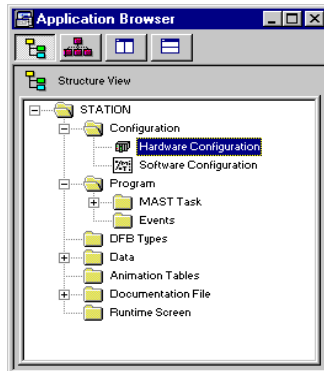 Application Browser
Structure View
STATION
Configuration
Hardware Configuration
Software Configuration
Program
MAST Task
Events
DFB Types
Data
Animation Tables
Documentation File
Runtime Screen